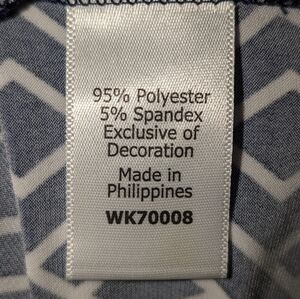 95% Polyester
5% Spandex
Exclusive of
Decoration
Made in
Philippines
WK70008